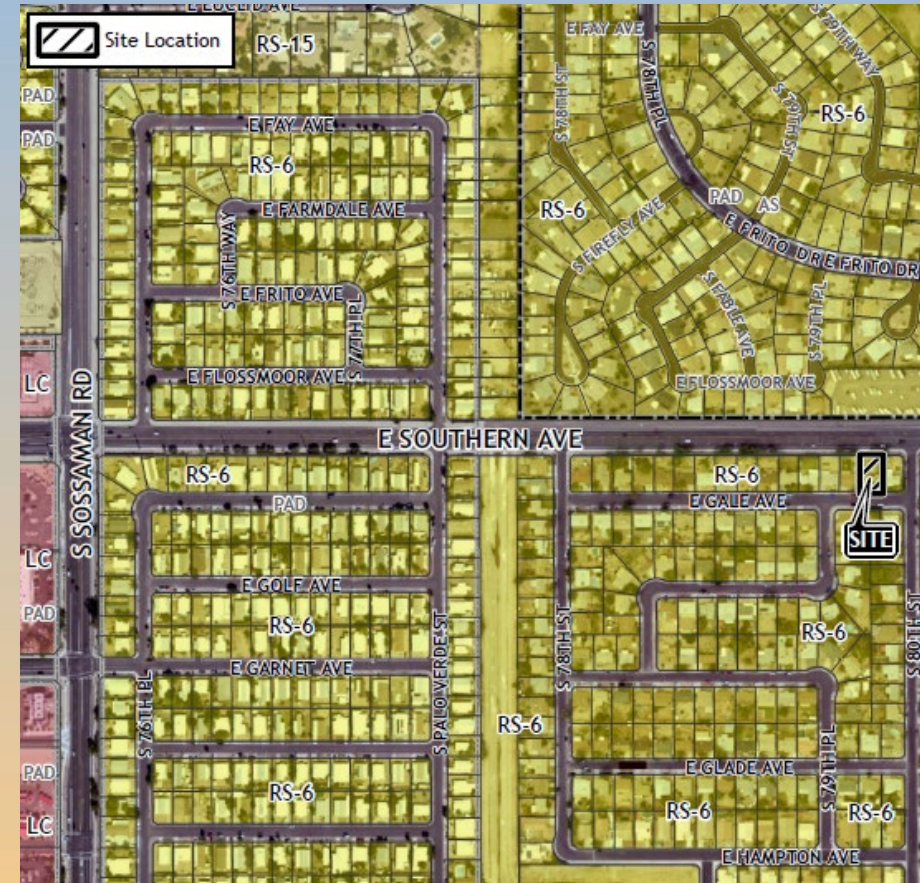 E EUCLID AVE
Site Location
RS-15
E FAY AVE
S 79TH WAY
S 78TH ST
S 78TH PL
S 79TH ST
PAD
PAD
E FAY AVE
RS-6
RS-6
E FARMDALE AVE
PAD AS
RS-6
S 76TH WAY
S FIREFLY AVE
E FRITO DR
E FRITO DR
E FRITO AVE
S 77TH PL
S FABLE AVE
S 79TH PL
LC
E FLOSSMOOR AVE
E FLOSSMOOR AVE
S SOSSAMAN RD
E SOUTHERN AVE
RS-6
RS-6
PAD
E GALE AVE
SITE
LC
E GOLF AVE
PAD
RS-6
RS-6
S 80TH ST
E GARNET AVE
S 76TH PL
S PALO VERDE ST
S 78TH ST
RS-6
S 79TH PL
PAD
E GLADE AVE
RS-6
RS-6
RS-6
LC
E HAMPTON AVE